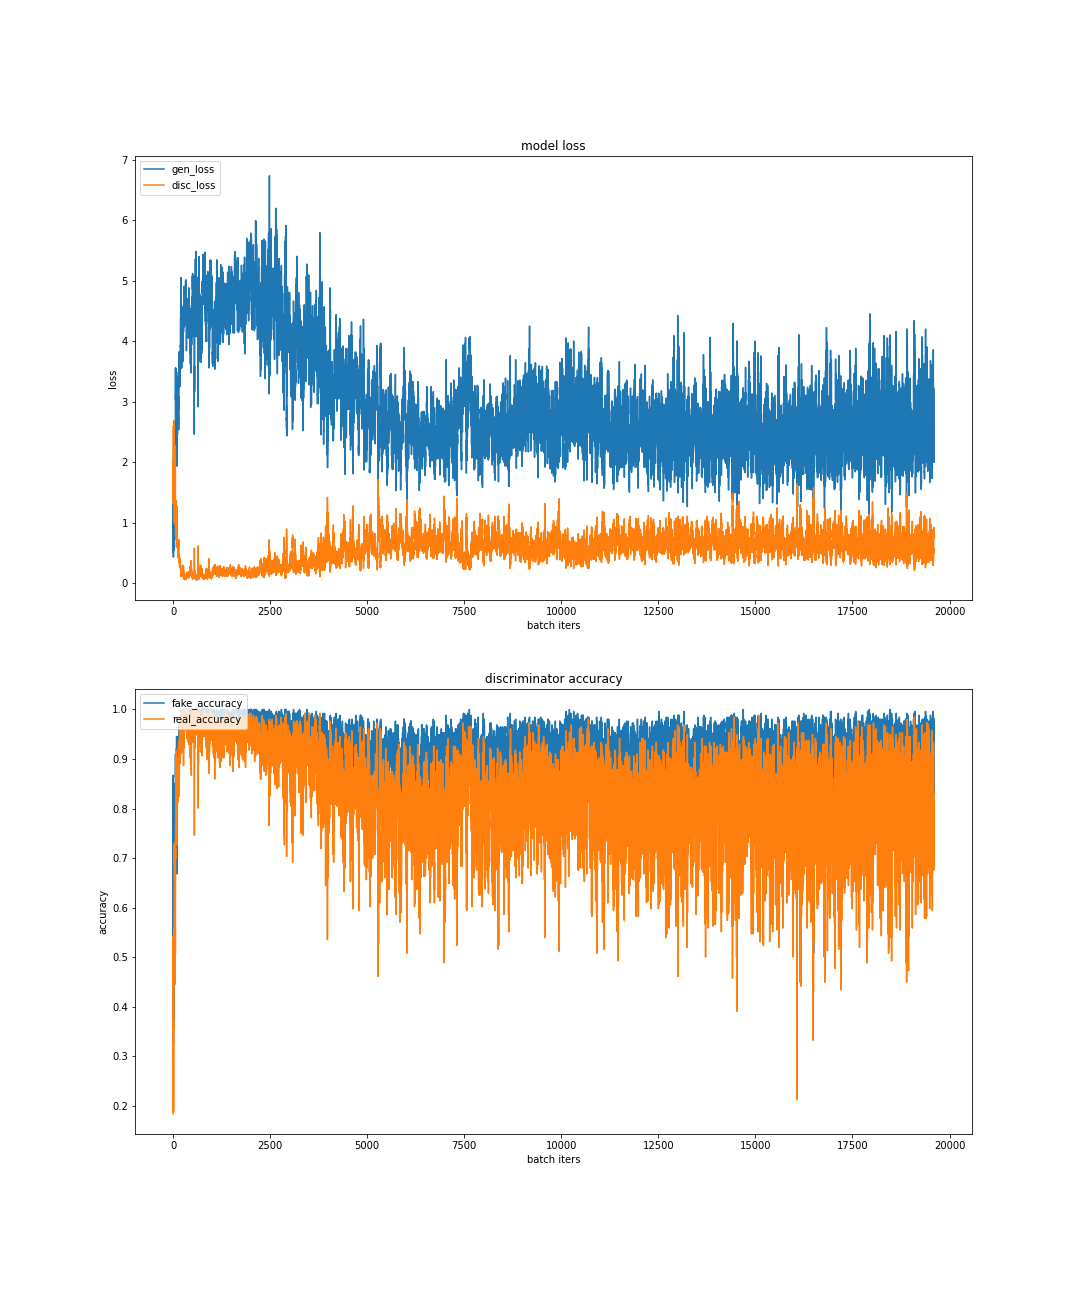 model loss
gen_loss
disc_loss
7
6
5
4
3
2
1
0
loss
0 2500 5000 7500 10000 12500 15000 17500 20000
batch iters
discriminator accuracy
fake_accuracy
real_accuracy
1.0
0.9
0.8
0.7
0.6
0.5
0.4
0.3
0.2
accuracy
0 2500 5000 7500 10000 12500 15000 17500 20000
batch iters